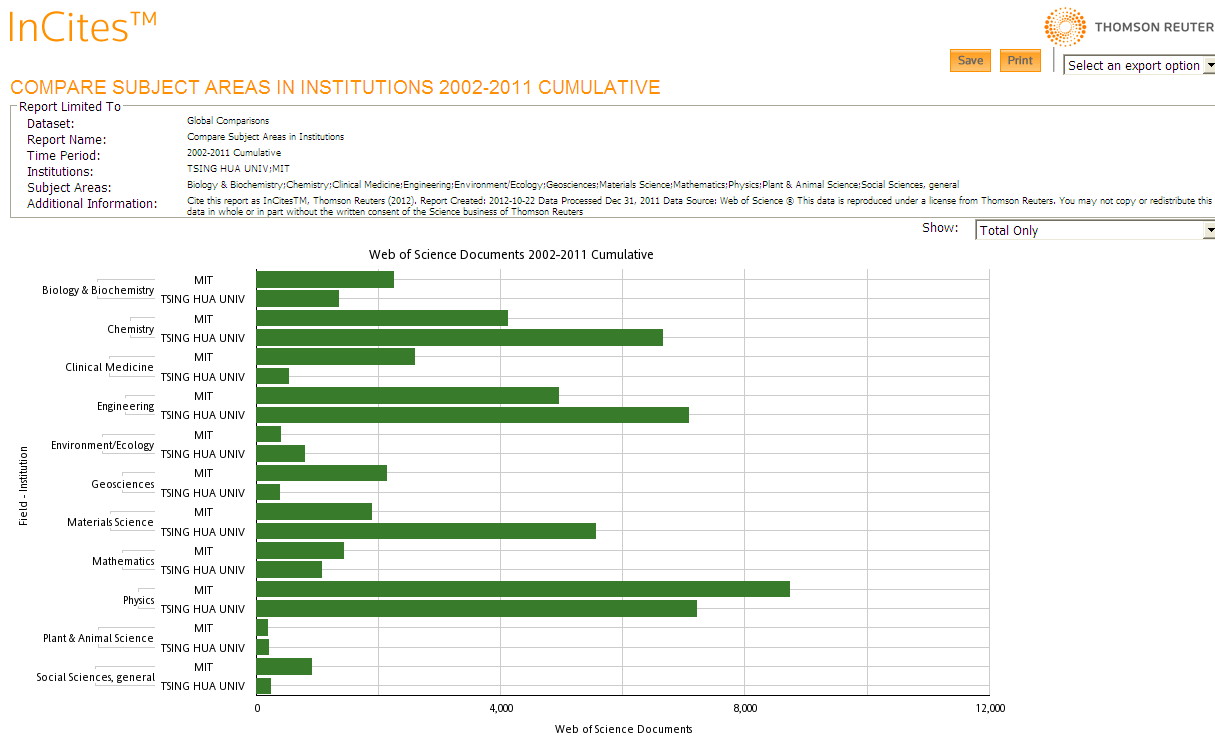 InCites™
THOMSON REUTER
Save Print Select an export option
COMPARE SUBJECT AREAS IN INSTITUTIONS 2002-2011 CUMULATIVE
Report Limited To
Dataset: Global Comparisons
Report Name: Compare Subject Areas in Institutions
Time Period: 2002-2011 Cumulative
Institutions: TSING HUA UNIV;MIT
Subject Areas: Biology & Biochemistry;Chemistry;Clinical Medicine;Engineering;Environment/Ecology;Geosciences;Materials Science;Mathematics;Physics;Plant & Animal Science;Social Sciences, general
Additional Information: Cite this report as InCitesTM, Thomson Reuters (2012). Report Created: 2012-10-22 Data Processed Dec 31, 2011 Data Source: Web of Science ® This data is reproduced under a license from Thomson Reuters. You may not copy or redistribute this
data in whole or in part without the written consent of the Science business of Thomson Reuters
Show: Total Only
Web of Science Documents 2002-2011 Cumulative
Field - Institution
Biology & Biochemistry
MIT
TSING HUA UNIV
Chemistry
MIT
TSING HUA UNIV
Clinical Medicine
MIT
TSING HUA UNIV
Engineering
MIT
TSING HUA UNIV
Environment/Ecology
MIT
TSING HUA UNIV
Geosciences
MIT
TSING HUA UNIV
Materials Science
MIT
TSING HUA UNIV
Mathematics
MIT
TSING HUA UNIV
Physics
MIT
TSING HUA UNIV
Plant & Animal Science
MIT
TSING HUA UNIV
Social Sciences, general
MIT
TSING HUA UNIV
0 4,000 8,000 12,000
Web of Science Documents